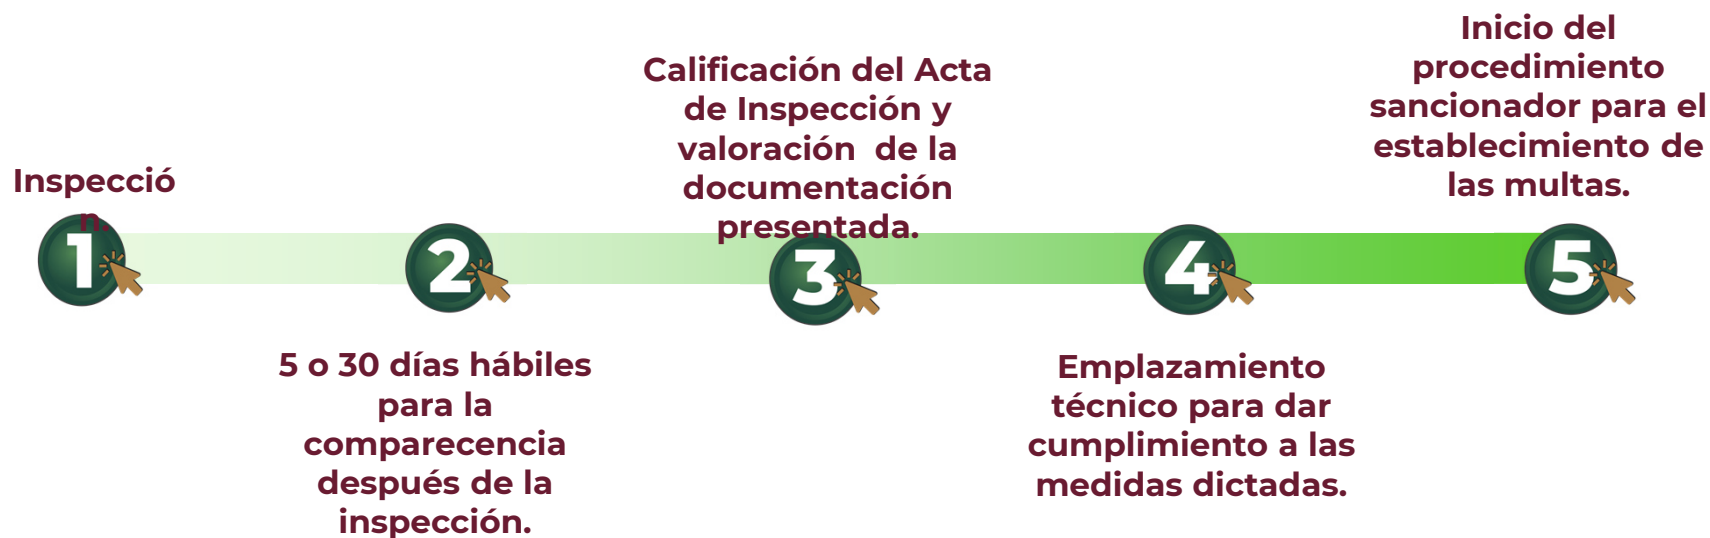 Inspecció
n.
1
5 o 30 días hábiles
para la
comparecencia
después de la
inspección.
2
Calificación del Acta
de Inspección y
valoración de la
documentación
presentada.
3
Emplazamiento
técnico para dar
cumplimiento a las
medidas dictadas.
4
Inicio del
procedimiento
sancionador para el
establecimiento de
las multas.
5